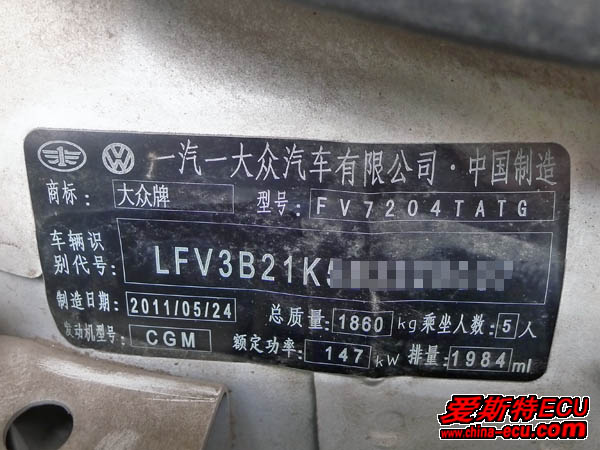 一汽一大众汽车有限公司·中国制造
商标: 大众牌 型号: FV7204TATG
车辆识别代号: LFV3B21K
制造日期: 2011/05/24 总质量: 1860 kg 乘坐人数: 5 人
发动机型号: CGM 额定功率: 147 kW 排量: 1984 ml
爱斯特ECU
www.china-ecu.com